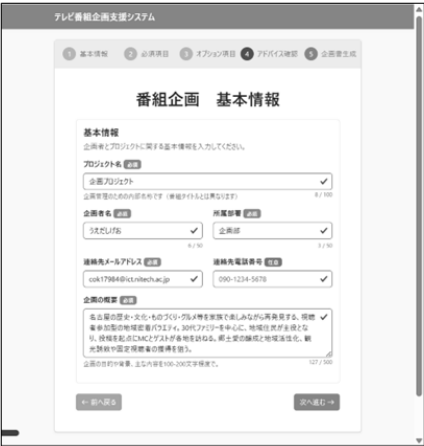 テレビ番組企画支援システム
1 基本情報 2 必須項目 3 オプション項目 4 アドバイス確認 5 企画書生成
番組企画 基本情報
基本情報
企画者とプロジェクトに関する基本情報を入力してください。
プロジェクト名 必須
企画プロジェクト
企画管理のための内部名称です（番組タイトルとは異なります）
8 / 100
企画者名 必須 所属部署 必須
うえだしげお 企画部
6 / 50 3 / 50
連絡先メールアドレス 必須 連絡先電話番号 任意
cok17984@ict.nitech.ac.jp 090-1234-5678
企画の概要 必須
名古屋の歴史・文化・ものづくり・グルメ等を家族で楽しみながら再発見する、視聴
者参加型の地域密着バラエティ。30代ファミリーを中心に、地域住民が主役とな
り、投稿を起点にMCとゲストが各地を訪ねる。郷土愛の醸成と地域活性化、観
光誘致や固定視聴者の獲得を狙う。
企画の目的や背景、主な内容を100-200文字程度で。
127 / 500
← 前へ戻る 次へ進む →